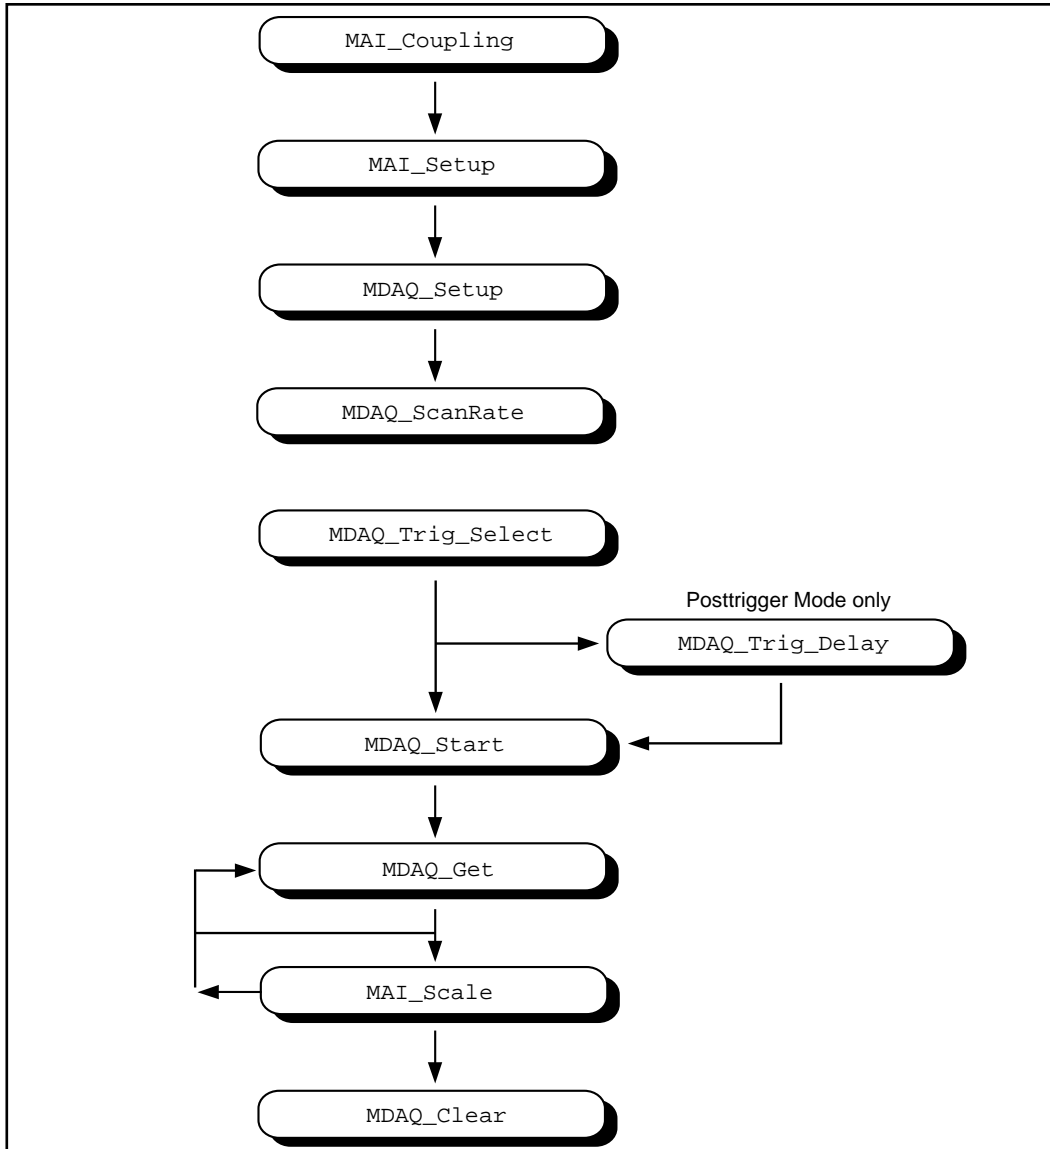 MAI_Coupling
MAI_Setup
MDAQ_Setup
MDAQ_ScanRate
MDAQ_Trig_Select
Posttrigger Mode only
MDAQ_Trig_Delay
MDAQ_Start
MDAQ_Get
MAI_Scale
MDAQ_Clear